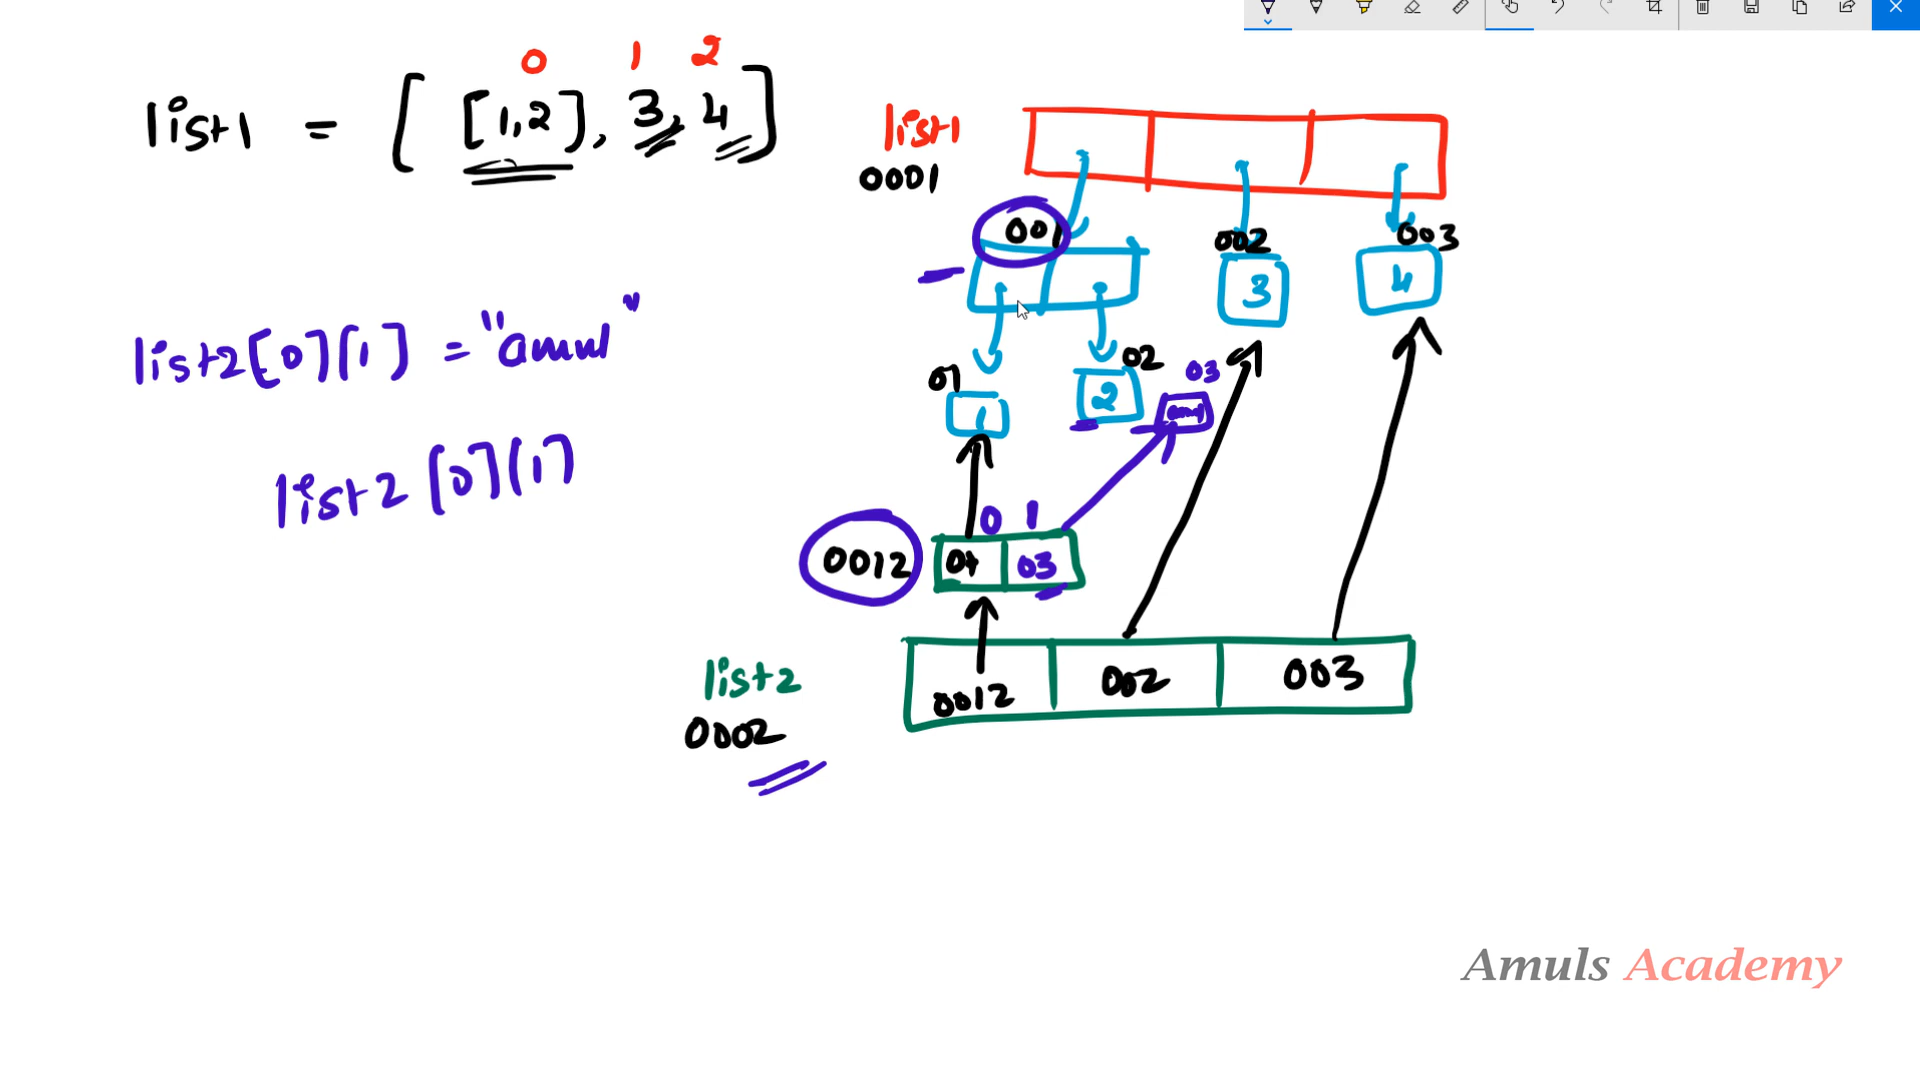 0 1 2
list1 = [ [1,2], 3, 4 ]
list1
0001
001
002
003
3
4
list2[0][1] = "amul"
01
02
03
1
2
amul
list2 [0][1]
0 1
0012
01
03
list2
0002
0012
002
003
Amuls Academy